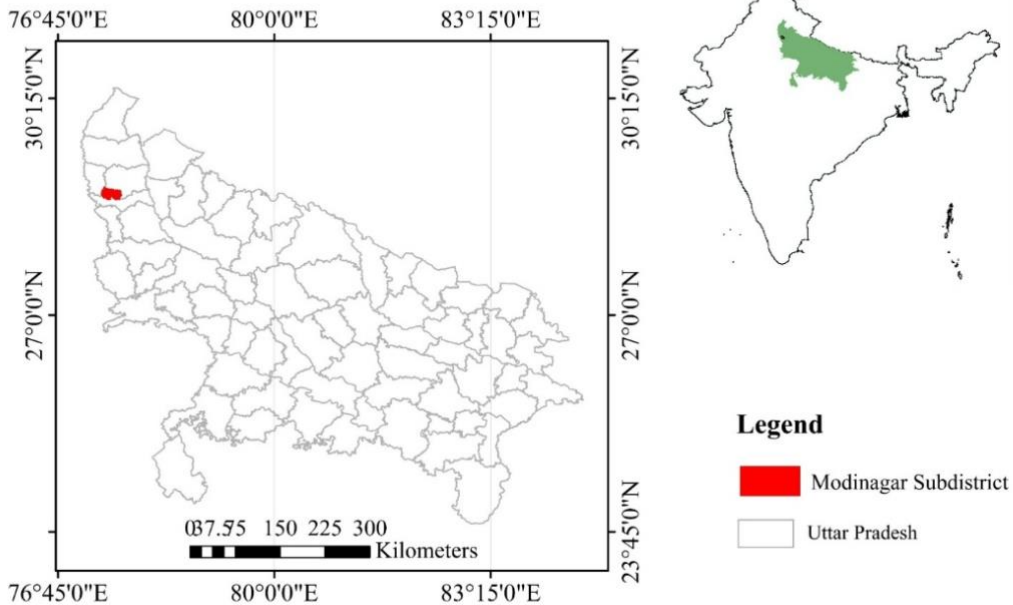 76°45'0"E 80°0'0"E 83°15'0"E
30°15'0"N
30°15'0"N
27°0'0"N
27°0'0"N
23°45'0"N
037.575 150 225 300
Kilometers
76°45'0"E 80°0'0"E 83°15'0"E
Legend
Modinagar Subdistrict
Uttar Pradesh